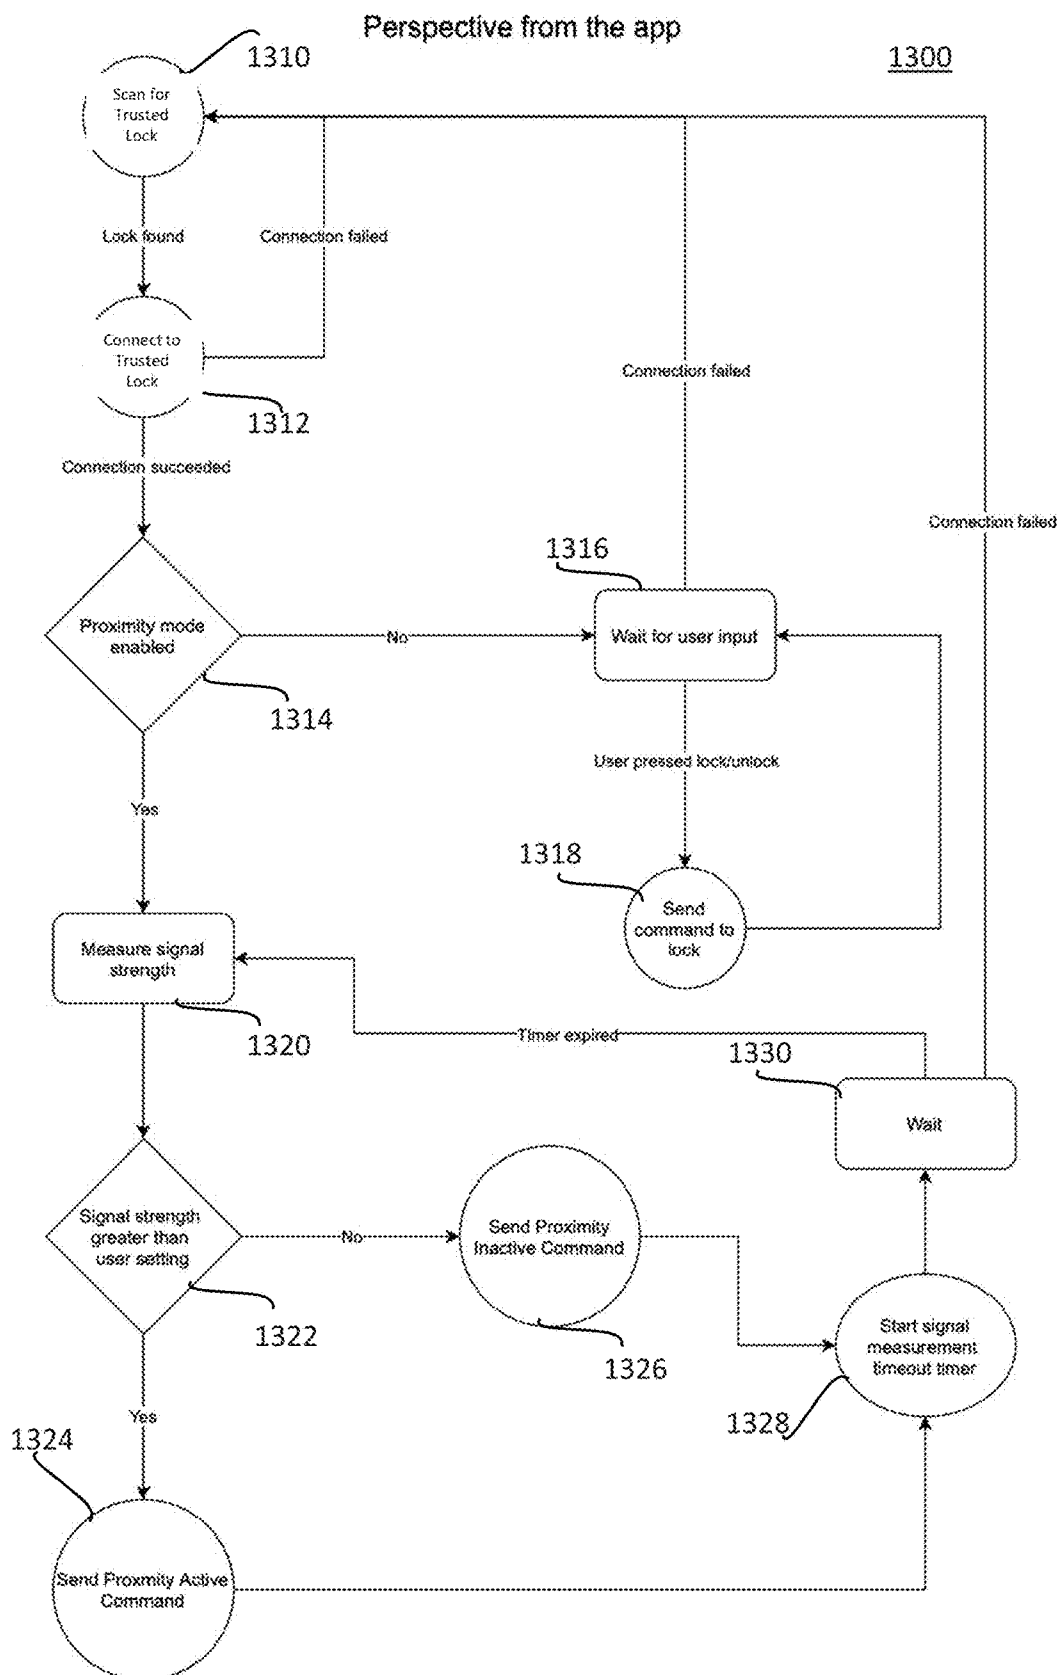 Perspective from the app
1300
1310
Scan for
Trusted
Lock
Lock found
Connection failed
Connect to
Trusted
Lock
1312
Connection failed
Connection succeeded
Connection failed
1316
Proximity mode
enabled
No
Wait for user input
1314
User pressed lock/unlock
Yes
1318
Send
command to
lock
Measure signal
strength
1320
Timer expired
1330
Wait
Signal strength
greater than
user setting
No
Send Proximity
Inactive Command
1322
Start signal
measurement
timeout timer
1326
1328
Yes
1324
Send Proxmity Active
Command